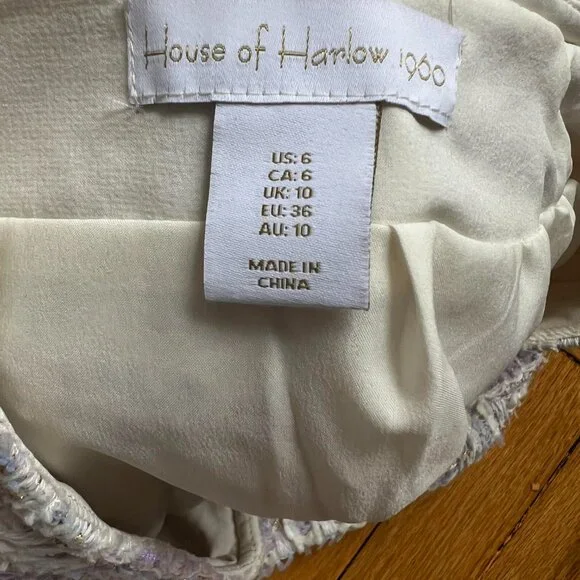 House of Harlow 1960
US: 6
CA: 6
UK: 10
EU: 36
AU: 10
MADE IN
CHINA